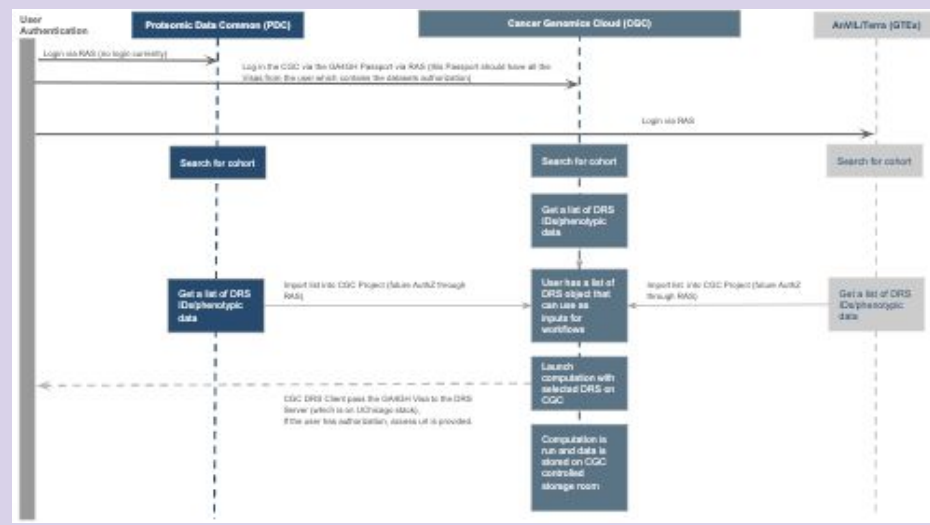 User
Authentication
Proteomic Data Common (PDC)
Cancer Genomics Cloud (CGC)
AnVIL/Terra (GTEx)
Login via RAS (no login currently)
Log in the CGC via the GA4GH Passport via RAS (this Passport should have all the
Visas from the user which contains the datasets authorization)
Login via RAS
Search for cohort
Search for cohort
Search for cohort
Get a list of DRS
IDs/phenotypic
data
Get a list of DRS
IDs/phenotypic
data
Import list into CGC Project (future AuthZ through
RAS)
User has a list of
DRS object that
can use as
inputs for
workflows
Import list into CGC Project (future AuthZ
through RAS)
Get a list of DRS
IDs/phenotypic
data
Launch
computation with
selected DRS on
CGC
CGC DRS Client pass the GA4GH Visa to the DRS
Server (which is on UChicago stack),
If the user has authorization, access url is provided.
Computation is
run and data is
stored on CGC
controlled
storage room